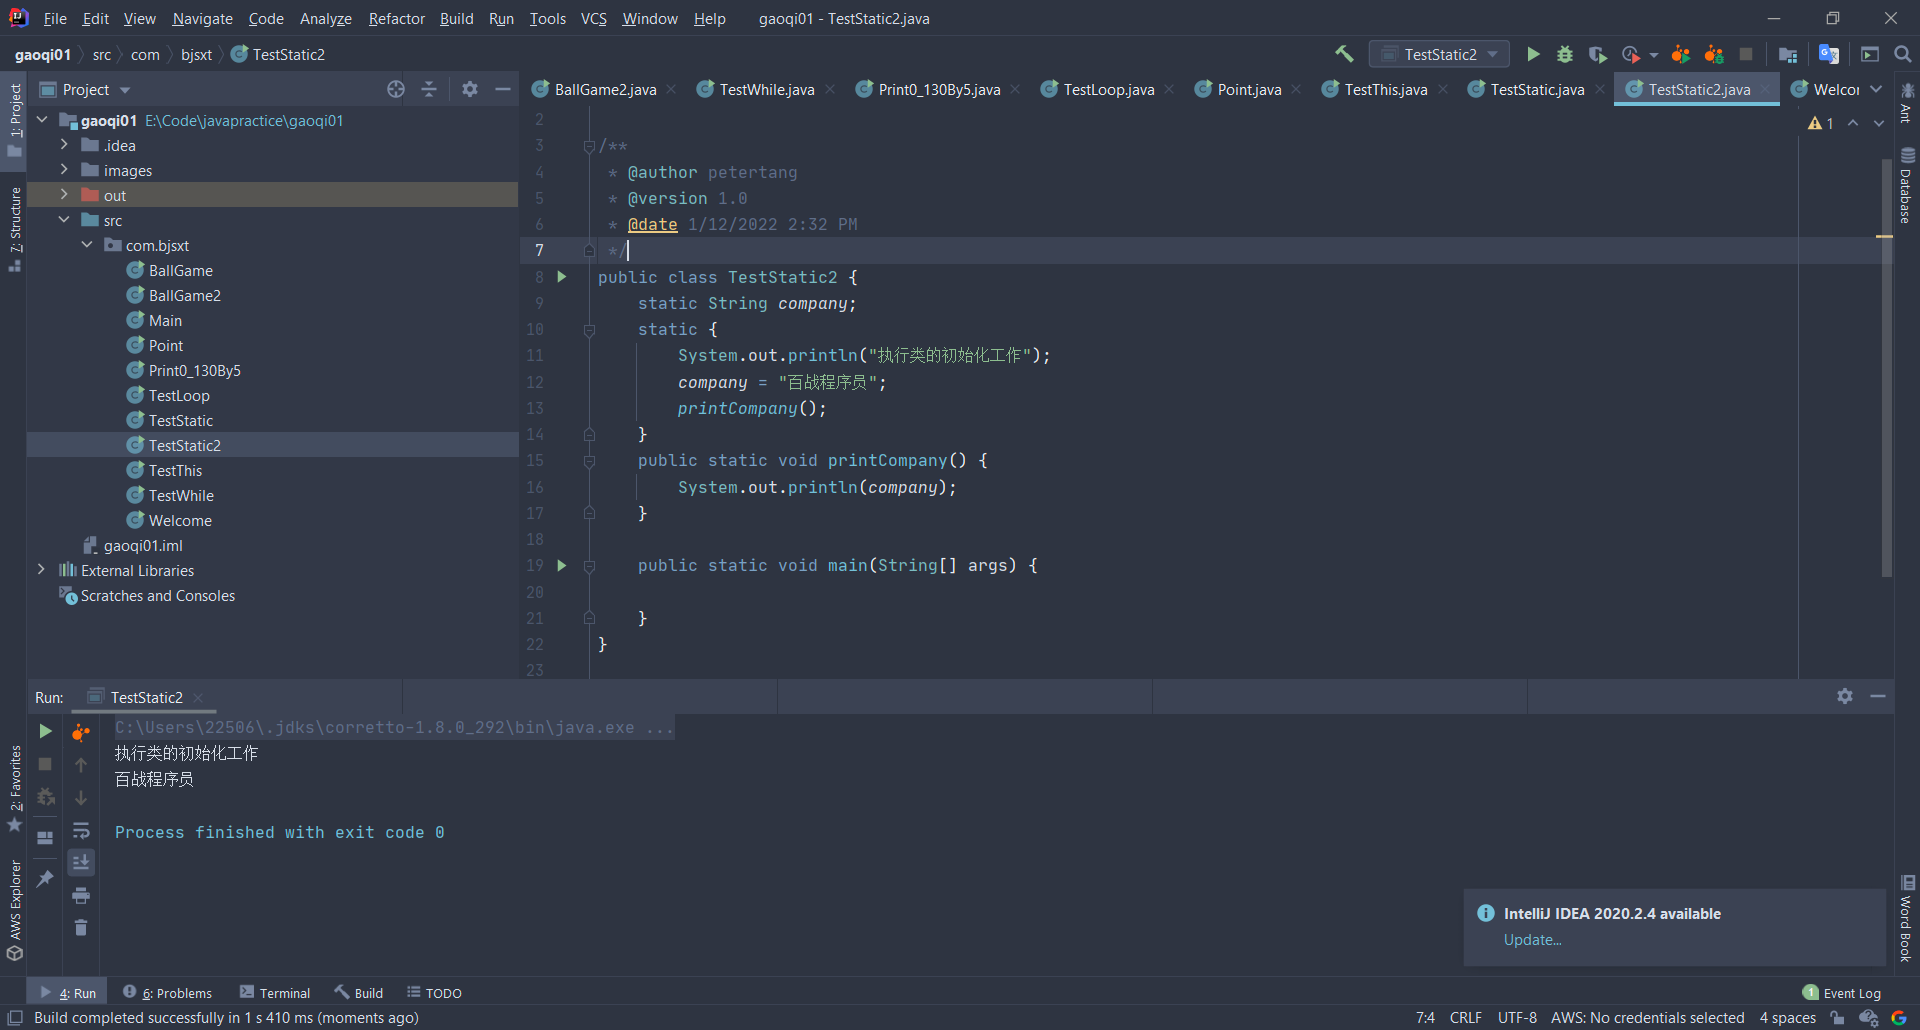 File Edit View Navigate Code Analyze Refactor Build Run Tools VCS Window Help gaoqi01 - TestStatic2.java
gaoqi01 src com bjsxt TestStatic2
TestStatic2
1: Project
7: Structure
2: Favorites
AWS Explorer
Project
gaoqi01 E:\Code\javapractice\gaoqi01
.idea
images
out
src
com.bjsxt
BallGame
BallGame2
Main
Point
Print0_130By5
TestLoop
TestStatic
TestStatic2
TestThis
TestWhile
Welcome
gaoqi01.iml
External Libraries
Scratches and Consoles
BallGame2.java TestWhile.java Print0_130By5.java TestLoop.java Point.java TestThis.java TestStatic.java TestStatic2.java Welcor
1
2
3 /**
4 * @author petertang
5 * @version 1.0
6 * @date 1/12/2022 2:32 PM
7 */
8 public class TestStatic2 {
9 static String company;
10 static {
11 System.out.println("执行类的初始化工作");
12 company = "百战程序员";
13 printCompany();
14 }
15 public static void printCompany() {
16 System.out.println(company);
17 }
18
19 public static void main(String[] args) {
20
21 }
22 }
23
Ant
Database
Word Book
Run: TestStatic2
C:\Users\22506\.jdks\corretto-1.8.0_292\bin\java.exe ...
执行类的初始化工作
百战程序员
Process finished with exit code 0
IntelliJ IDEA 2020.2.4 available
Update...
4: Run 6: Problems Terminal Build TODO 1 Event Log
Build completed successfully in 1 s 410 ms (moments ago) 7:4 CRLF UTF-8 AWS: No credentials selected 4 spaces